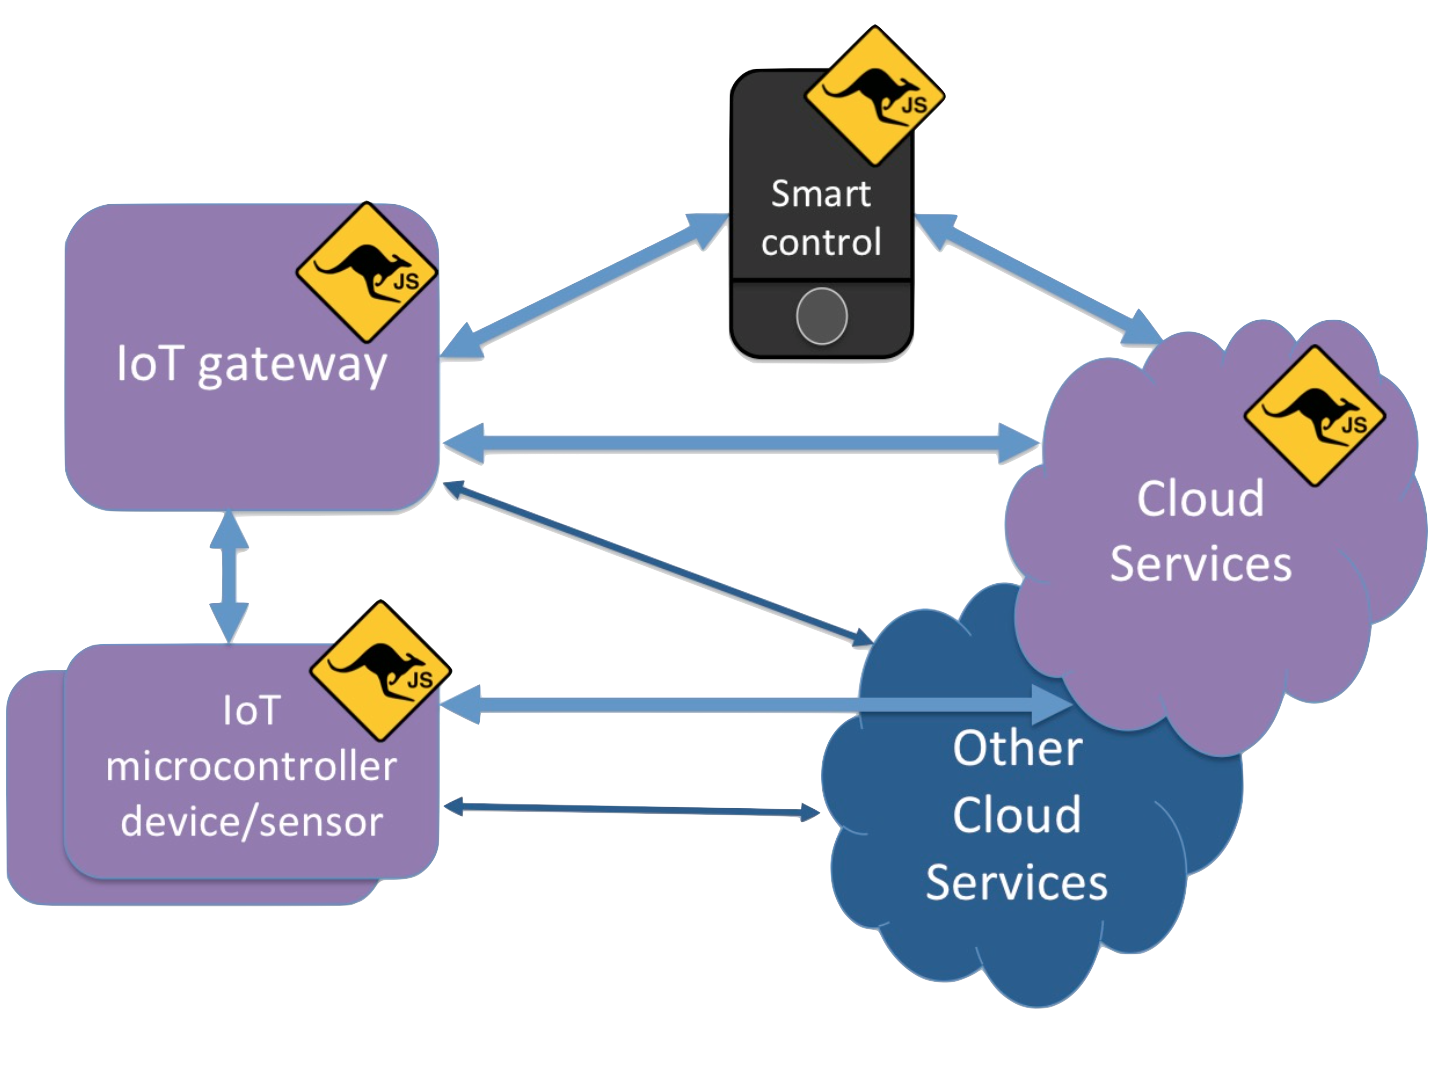 JS
Smart
control
JS
IoT gateway
JS
Cloud
Services
JS
IoT
microcontroller
device/sensor
Other
Cloud
Services